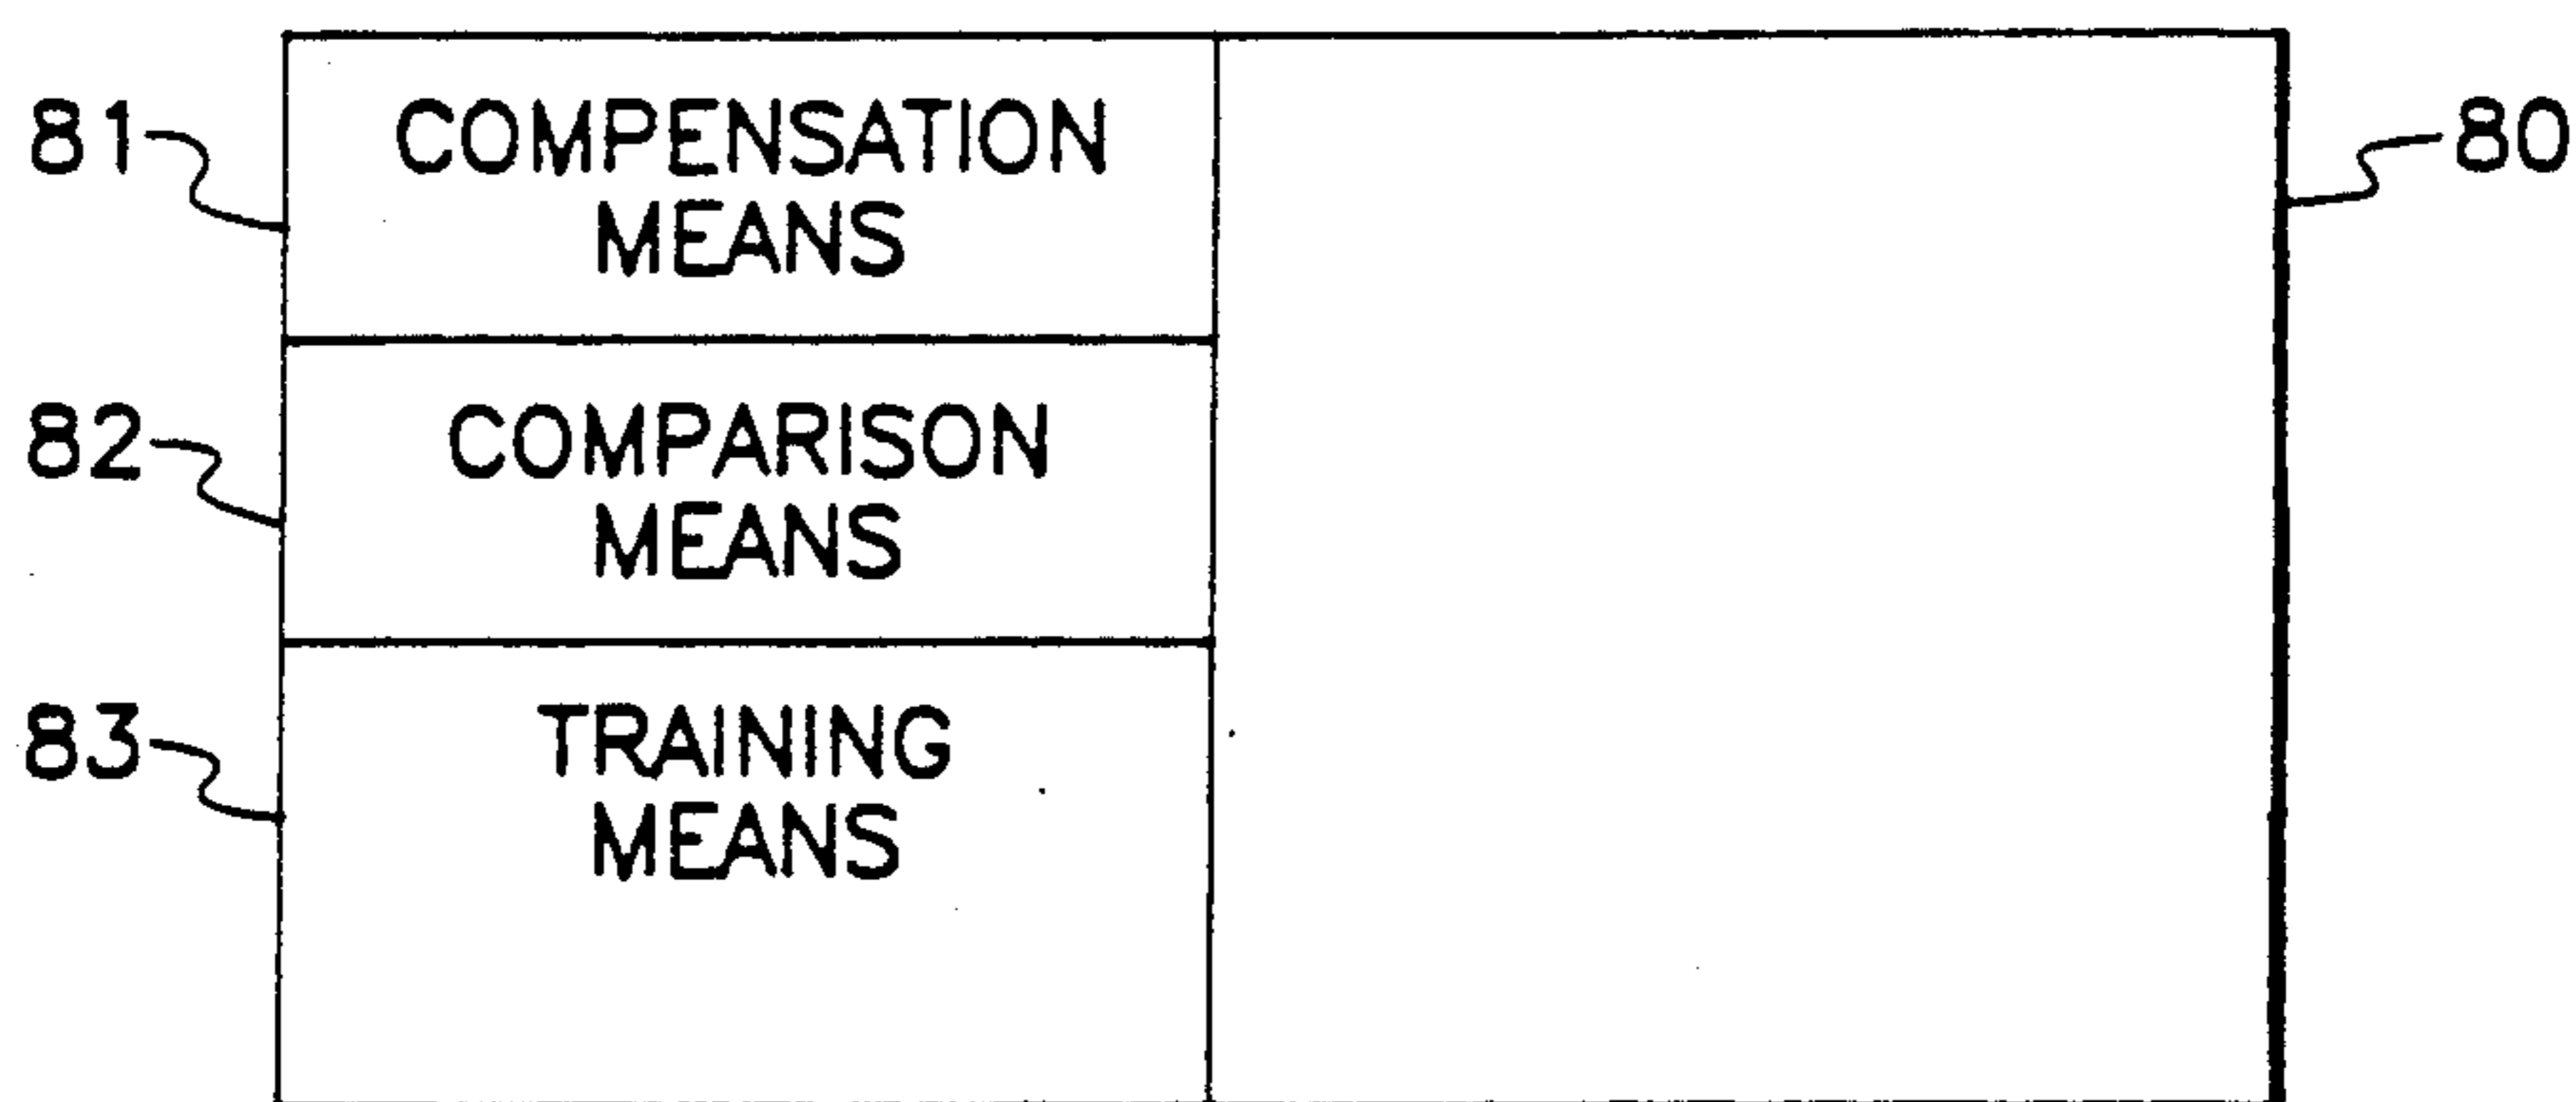 81
COMPENSATION
MEANS
80
82
COMPARISON
MEANS
83
TRAINING
MEANS